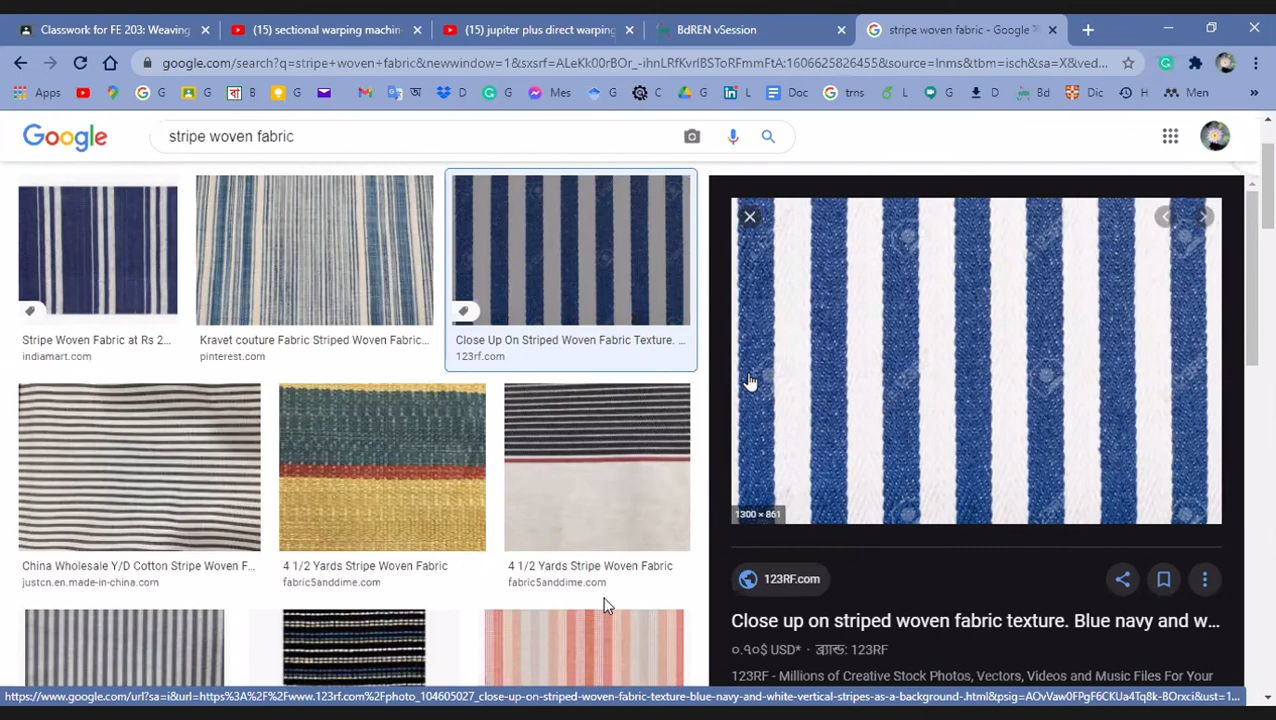 Classwork for FE 203: Weaving
(15) sectional warping machin
(15) jupiter plus direct warping
BdREN vSession
stripe woven fabric - Google
google.com/search?q=stripe+woven+fabric&newwindow=1&sxsrf=ALeKk00rBOr_-ihnLRfKvrlBSToRFmmFtA:1606625826455&source=lnms&tbm=isch&sa=X&ved...
Apps
G
G
B
G
M
D
G
Mes
G
C
G
L
Doc
trns
L
G
D
Bd
Dic
H
Men
Google
stripe woven fabric
Stripe Woven Fabric at Rs 2...
indiamart.com
Kravet couture Fabric Striped Woven Fabric...
pinterest.com
Close Up On Striped Woven Fabric Texture. ...
123rf.com
China Wholesale Y/D Cotton Stripe Woven F...
justcn.en.made-in-china.com
4 1/2 Yards Stripe Woven Fabric
fabric5anddime.com
4 1/2 Yards Stripe Woven Fabric
fabric5anddime.com
1300 × 861
123RF.com
Close up on striped woven fabric texture. Blue navy and w...
০.৭০$ USD* · ব্র্যান্ড: 123RF
123RF - Millions of Creative Stock Photos, Vectors, Videos and Music Files For Your
https://www.google.com/url?sa=i&url=https%3A%2F%2Fwww.123rf.com%2Fphoto_104605027_close-up-on-striped-woven-fabric-texture-blue-navy-and-white-vertical-stripes-as-a-background-.html&psig=AOvVaw0FPgF6CKUa4Tq8k-BOrxci&ust=1...